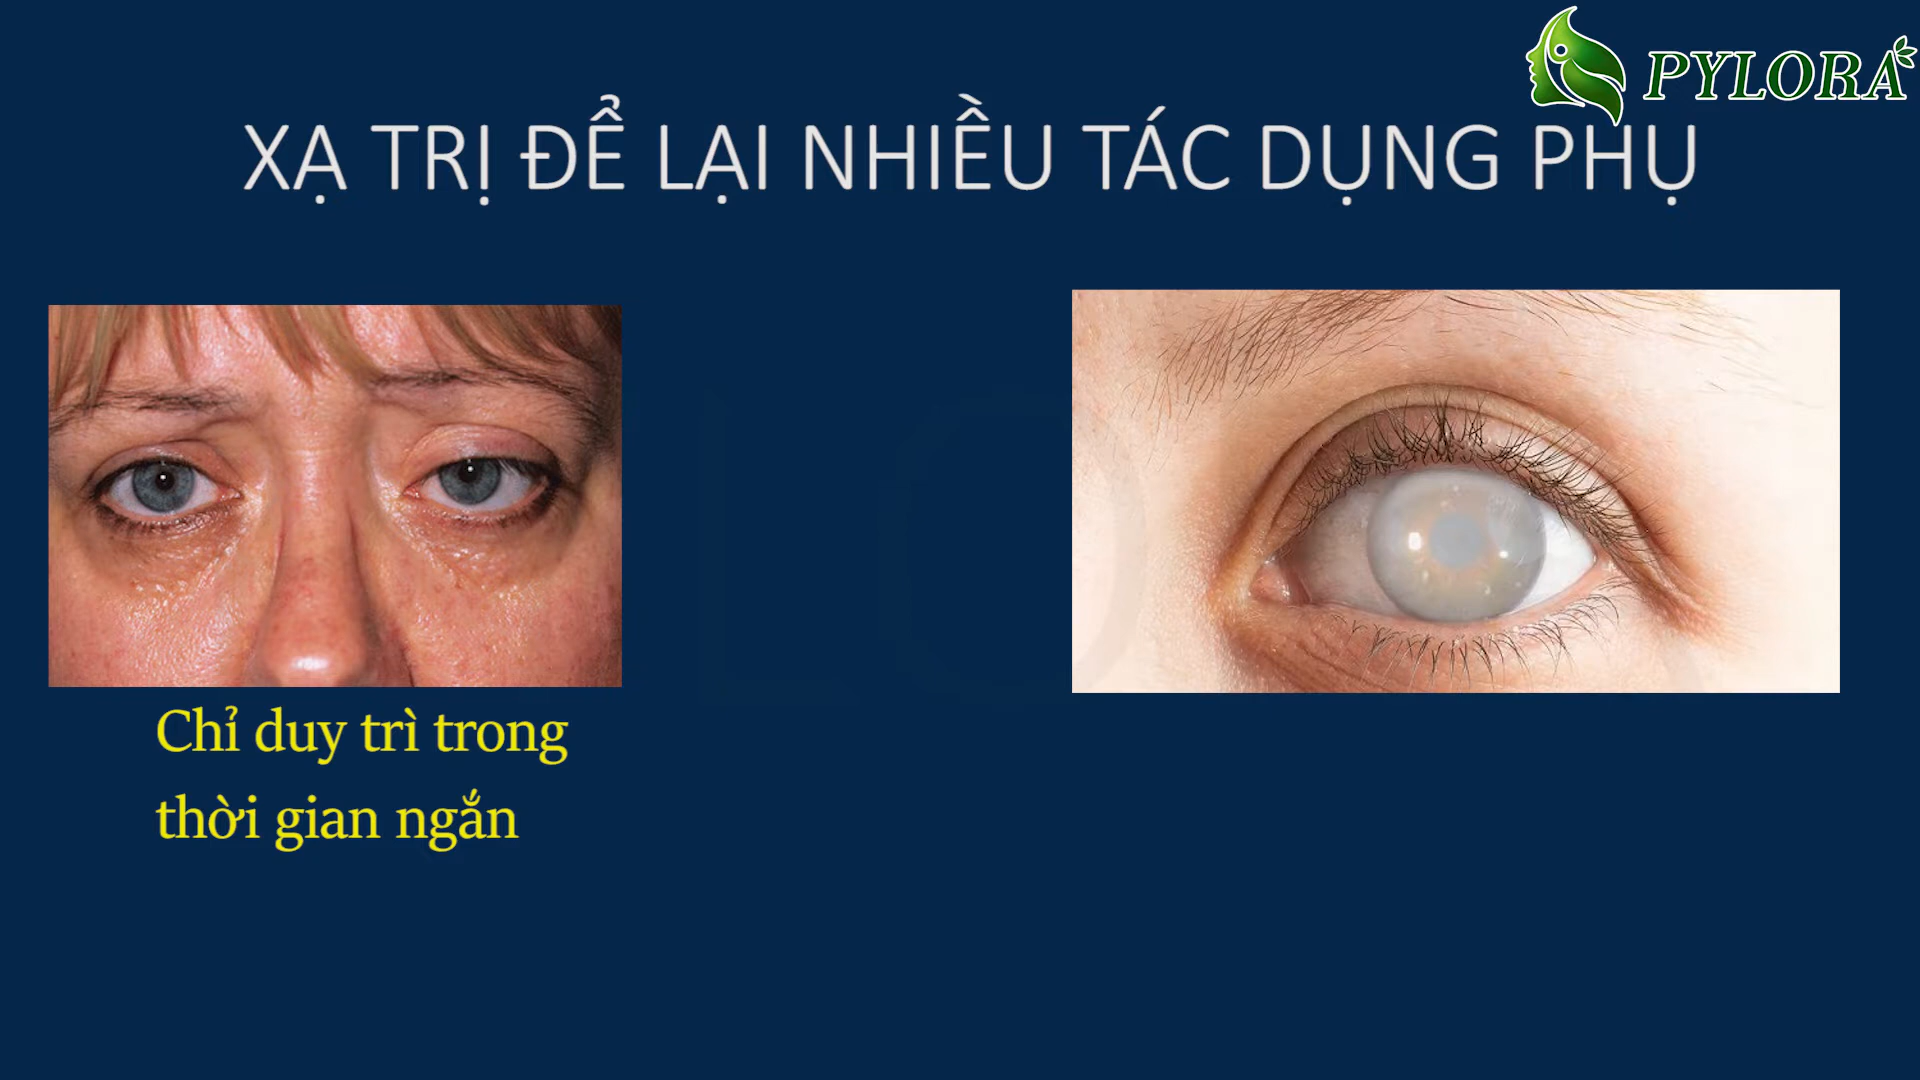 PYLORA
XẠ TRỊ ĐỂ LẠI NHIỀU TÁC DỤNG PHỤ
Chỉ duy trì trong
thời gian ngắn